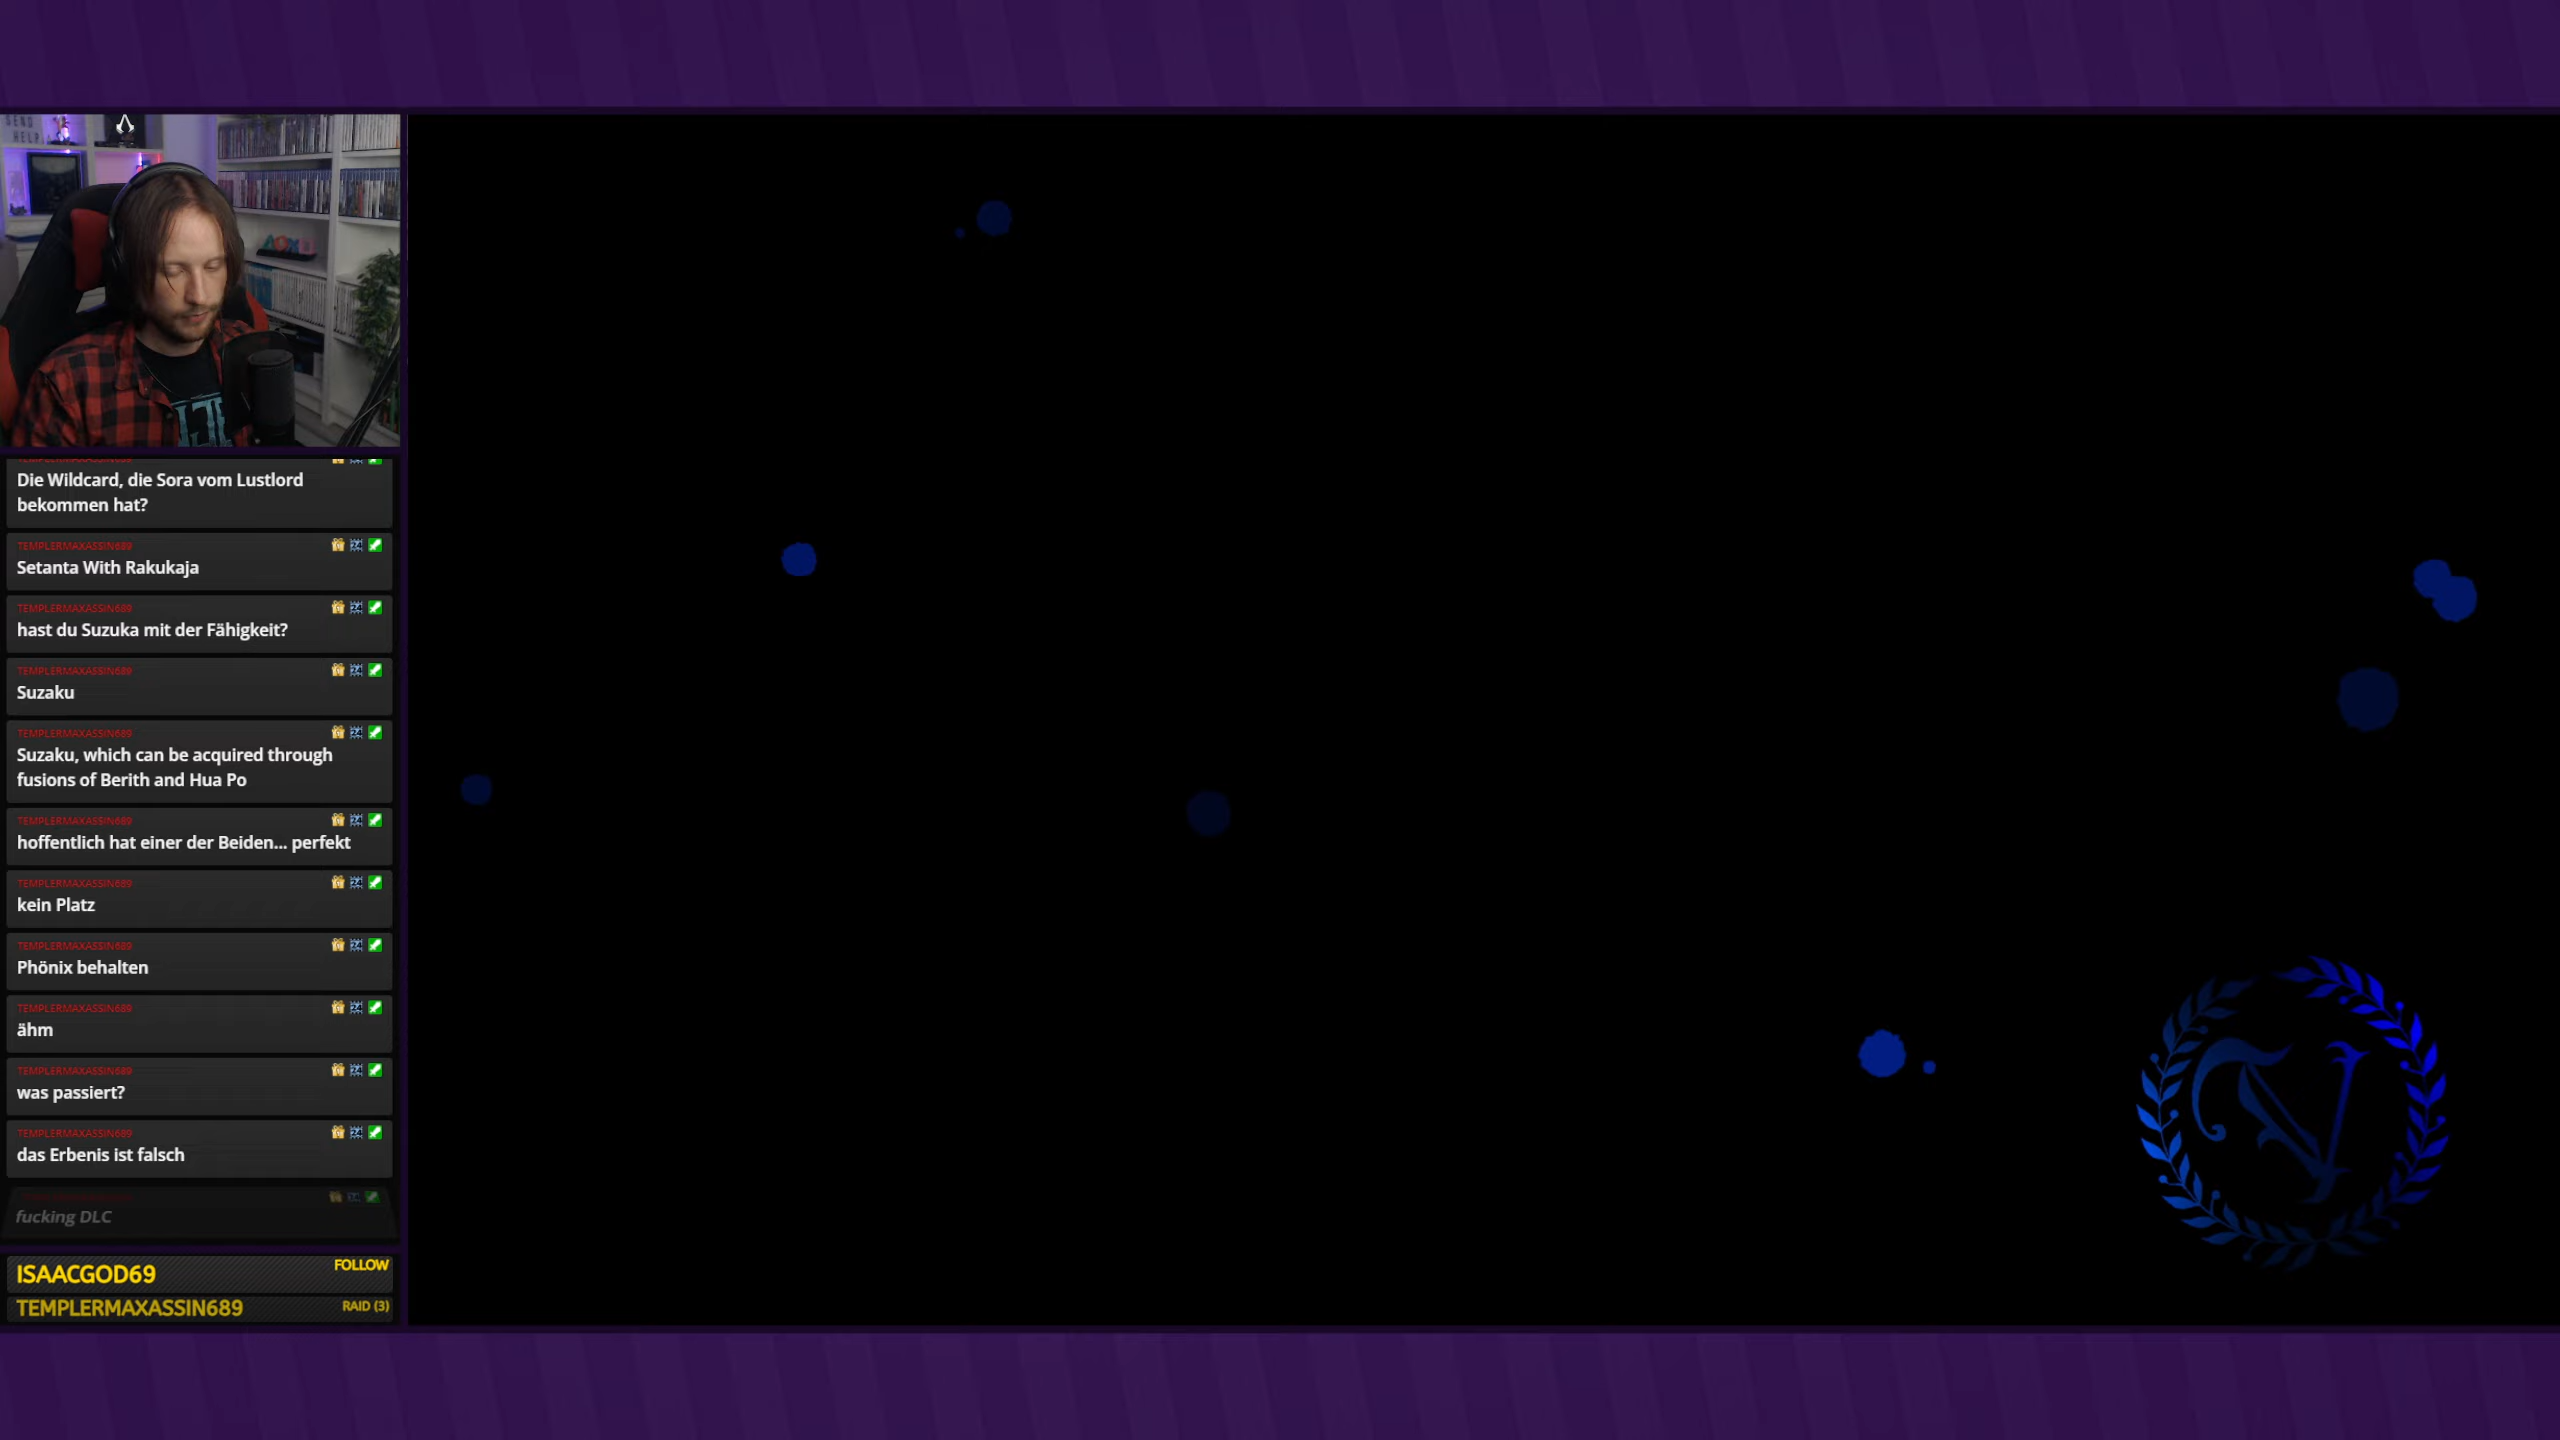 SEND
HELP
Die Wildcard, die Sora vom Lustlord
bekommen hat?
TEMPLERMAXASSIN689
Setanta With Rakukaja
TEMPLERMAXASSIN689
hast du Suzuka mit der Fähigkeit?
TEMPLERMAXASSIN689
Suzaku
TEMPLERMAXASSIN689
Suzaku, which can be acquired through
fusions of Berith and Hua Po
TEMPLERMAXASSIN689
hoffentlich hat einer der Beiden... perfekt
TEMPLERMAXASSIN689
kein Platz
TEMPLERMAXASSIN689
Phönix behalten
TEMPLERMAXASSIN689
ähm
TEMPLERMAXASSIN689
was passiert?
TEMPLERMAXASSIN689
das Erbenis ist falsch
fucking DLC
ISAACGOD69
FOLLOW
TEMPLERMAXASSIN689
RAID (3)